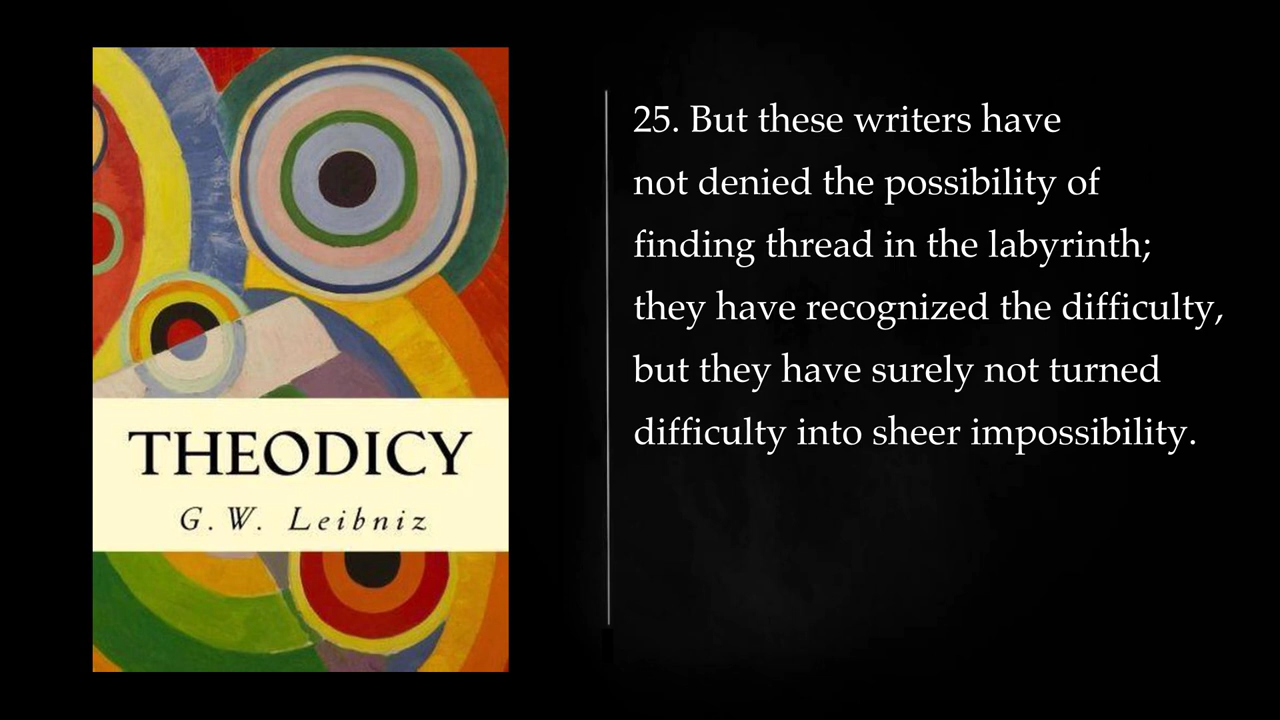 THEODICY
G. W. Leibniz
25. But these writers have
not denied the possibility of
finding thread in the labyrinth;
they have recognized the difficulty,
but they have surely not turned
difficulty into sheer impossibility.